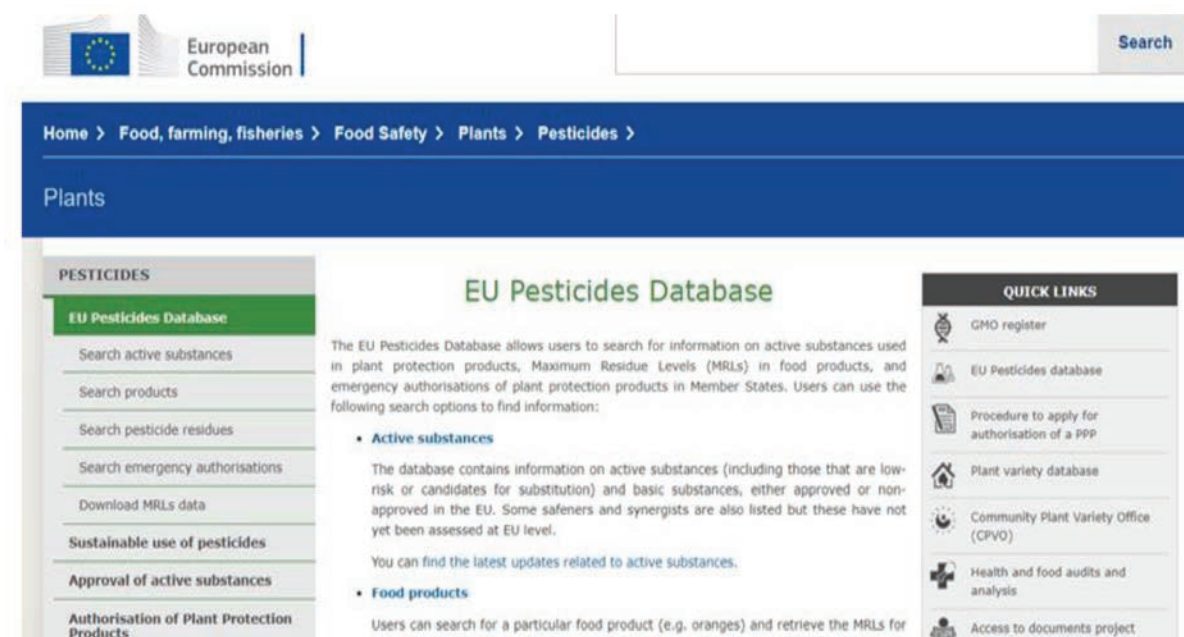 European
Commission
Search
Home > Food, farming, fisheries > Food Safety > Plants > Pesticides >
Plants
PESTICIDES
EU Pesticides Database
Search active substances
Search products
Search pesticide residues
Search emergency authorisations
Download MRLs data
Sustainable use of pesticides
Approval of active substances
Authorisation of Plant Protection
Products
EU Pesticides Database
The EU Pesticides Database allows users to search for information on active substances used
in plant protection products, Maximum Residue Levels (MRLs) in food products, and
emergency authorisations of plant protection products in Member States. Users can use the
following search options to find information:
• Active substances
The database contains information on active substances (including those that are low-
risk or candidates for substitution) and basic substances, either approved or non-
approved in the EU. Some safeners and synergists are also listed but these have not
yet been assessed at EU level.
You can find the latest updates related to active substances.
• Food products
Users can search for a particular food product (e.g. oranges) and retrieve the MRLs for
QUICK LINKS
GMO register
EU Pesticides database
Procedure to apply for
authorisation of a PPP
Plant variety database
Community Plant Variety Office
(CPVO)
Health and food audits and
analysis
Access to documents project